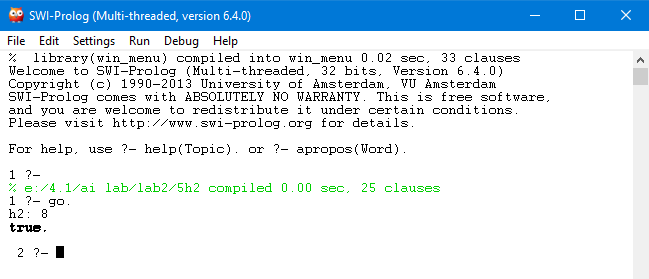 SWI-Prolog (Multi-threaded, version 6.4.0)
File Edit Settings Run Debug Help
%  library(win_menu) compiled into win_menu 0.02 sec, 33 clauses
Welcome to SWI-Prolog (Multi-threaded, 32 bits, Version 6.4.0)
Copyright (c) 1990-2013 University of Amsterdam, VU Amsterdam
SWI-Prolog comes with ABSOLUTELY NO WARRANTY. This is free software,
and you are welcome to redistribute it under certain conditions.
Please visit http://www.swi-prolog.org for details.
For help, use ?- help(Topic). or ?- apropos(Word).
1 ?-
% e:/4.1/ai lab/lab2/5h2 compiled 0.00 sec, 25 clauses
1 ?- go.
h2: 8
true.
2 ?-